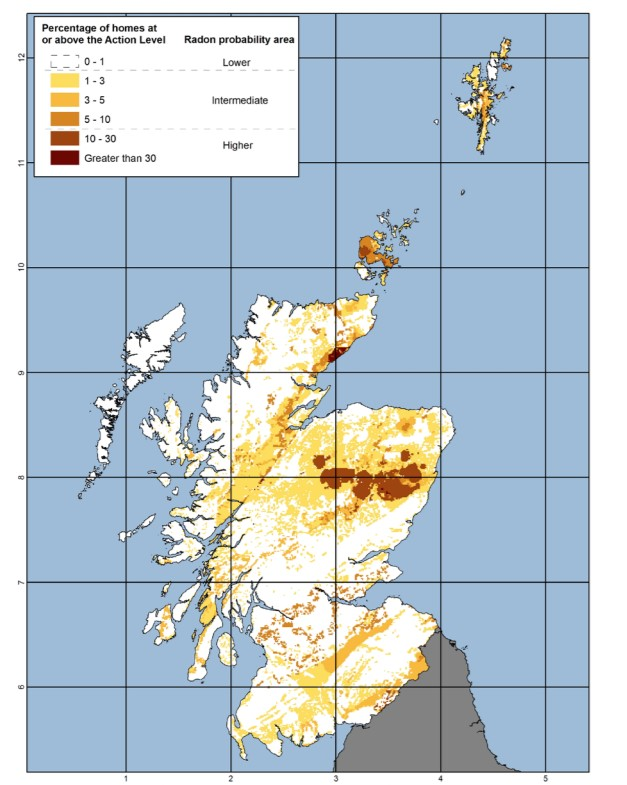 Percentage of homes at
or above the Action Level Radon probability area
0 - 1 Lower
1 - 3
3 - 5 Intermediate
5 - 10
10 - 30 Higher
Greater than 30
12
11
10
9
8
7
6
1 2 3 4 5